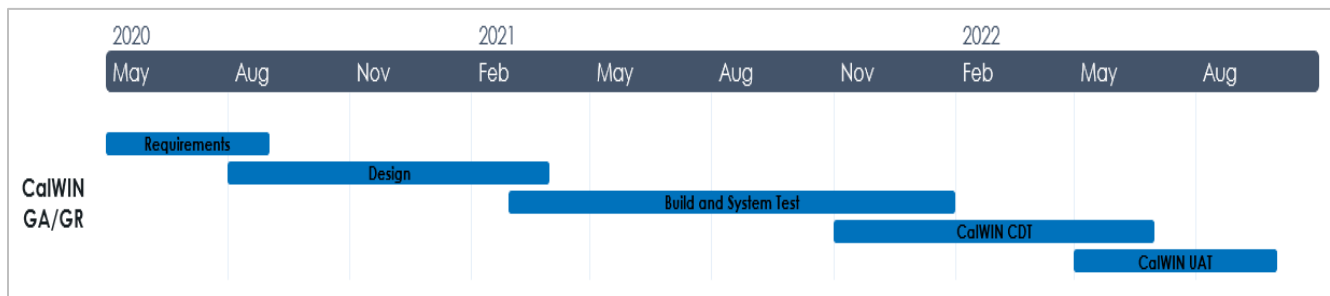 2020 2021 2022
May Aug Nov Feb May Aug Nov Feb May Aug
Requirements
Design
CalWIN
GA/GR
Build and System Test
CalWIN CDT
CalWIN UAT